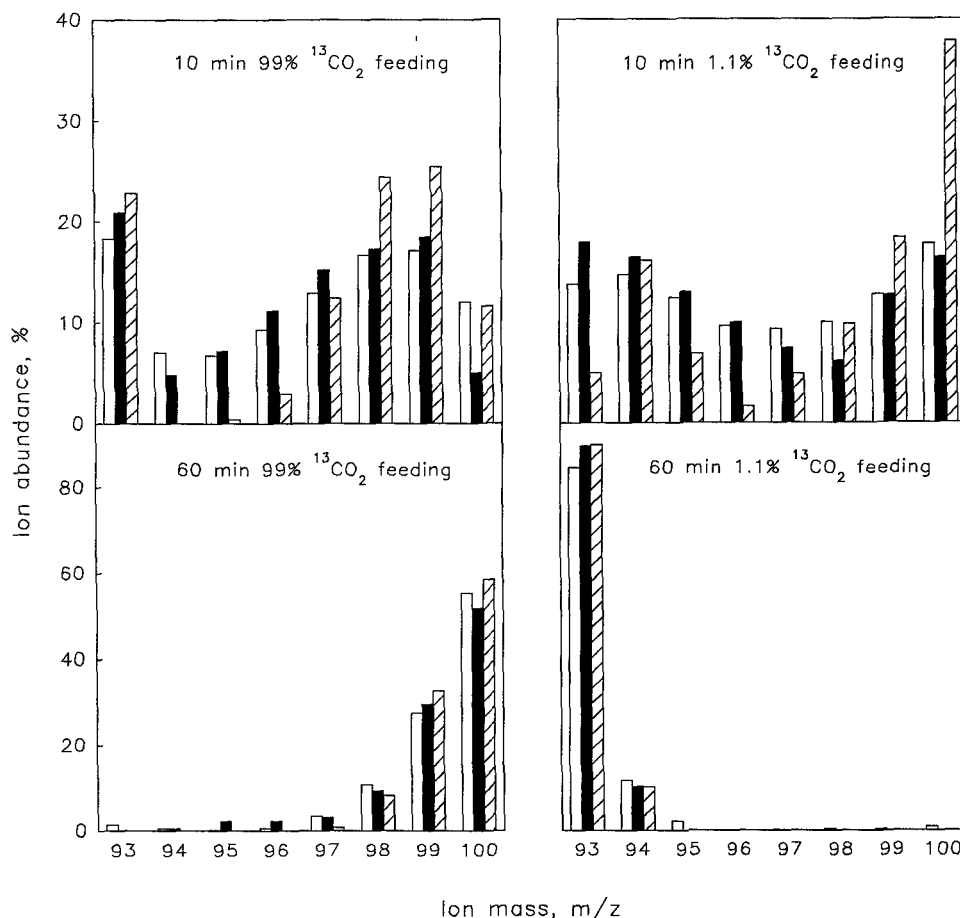 10 min 99% ¹³CO₂ feeding
10 min 1.1% ¹³CO₂ feeding
40
30
20
10
0
60 min 99% ¹³CO₂ feeding
60 min 1.1% ¹³CO₂ feeding
80
60
40
20
0
93 94 95 96 97 98 99 100
93 94 95 96 97 98 99 100
Ion abundance, %
Ion mass, m/z